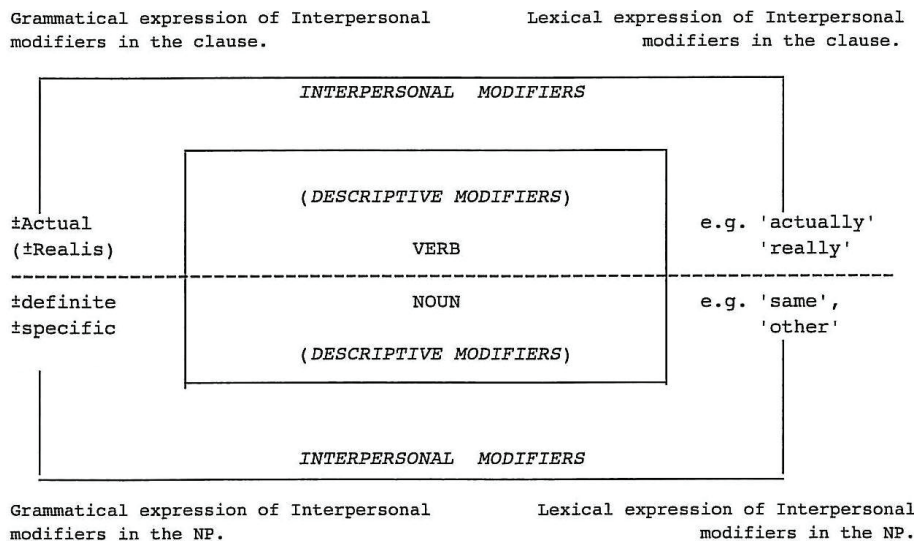 Grammatical expression of Interpersonal
modifiers in the clause.
Lexical expression of Interpersonal
modifiers in the clause.
INTERPERSONAL MODIFIERS
(DESCRIPTIVE MODIFIERS)
±Actual
(±Realis)
VERB
e.g. 'actually'
'really'
±definite
±specific
NOUN
e.g. 'same',
'other'
(DESCRIPTIVE MODIFIERS)
INTERPERSONAL MODIFIERS
Grammatical expression of Interpersonal
modifiers in the NP.
Lexical expression of Interpersonal
modifiers in the NP.